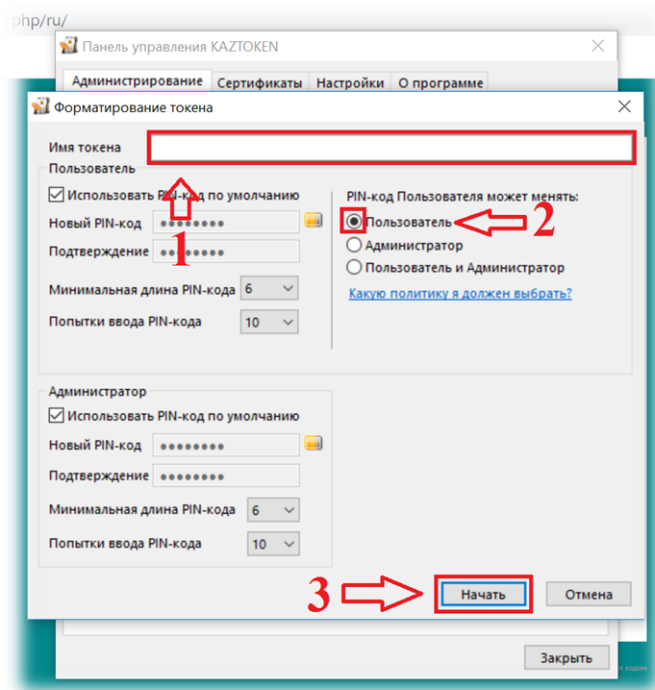 php/ru/
Панель управления KAZTOKEN
Администрирование Сертификаты Настройки О программе
Форматирование токена
Имя токена
Пользователь
Использовать PIN-код по умолчанию
Новый PIN-код
Подтверждение
Минимальная длина PIN-кода 6
Попытки ввода PIN-кода 10
1
PIN-код Пользователя может менять:
Пользователь
2
Администратор
Пользователь и Администратор
Какую политику я должен выбрать?
Администратор
Использовать PIN-код по умолчанию
Новый PIN-код
Подтверждение
Минимальная длина PIN-кода 6
Попытки ввода PIN-кода 10
3
Начать Отмена
Закрыть